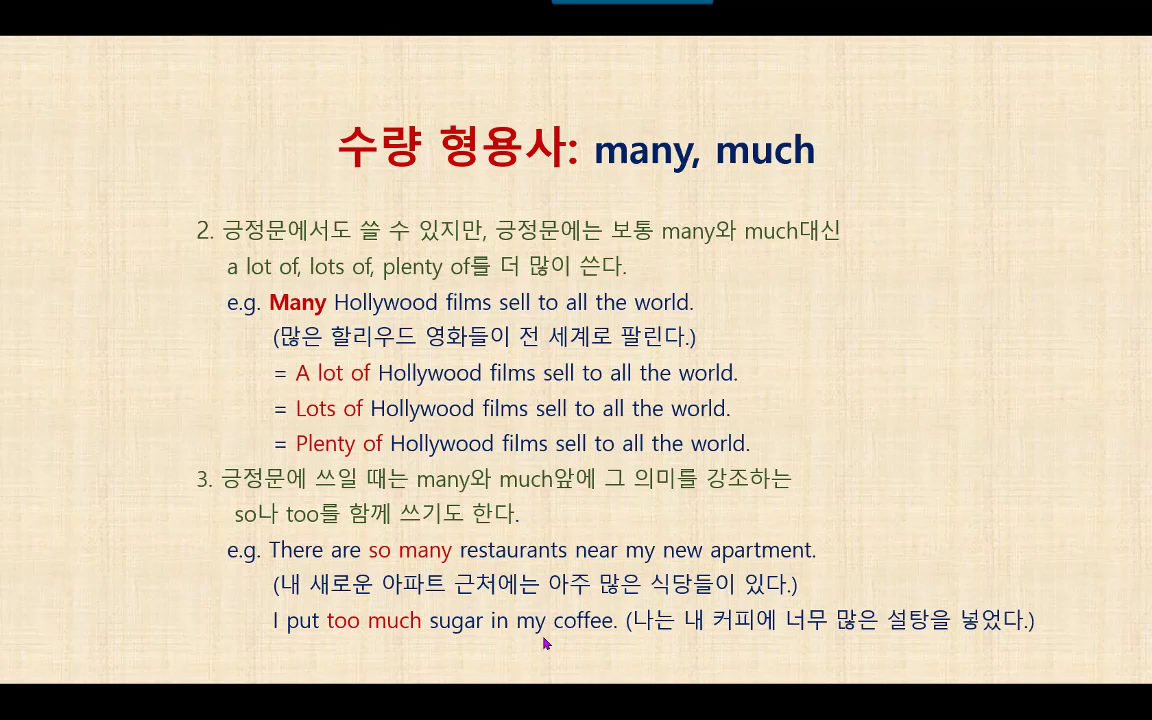 수량 형용사: many, much
2. 긍정문에서도 쓸 수 있지만, 긍정문에는 보통 many와 much대신
a lot of, lots of, plenty of를 더 많이 쓴다.
e.g. Many Hollywood films sell to all the world.
(많은 할리우드 영화들이 전 세계로 팔린다.)
= A lot of Hollywood films sell to all the world.
= Lots of Hollywood films sell to all the world.
= Plenty of Hollywood films sell to all the world.
3. 긍정문에 쓰일 때는 many와 much앞에 그 의미를 강조하는
so나 too를 함께 쓰기도 한다.
e.g. There are so many restaurants near my new apartment.
(내 새로운 아파트 근처에는 아주 많은 식당들이 있다.)
I put too much sugar in my coffee. (나는 내 커피에 너무 많은 설탕을 넣었다.)